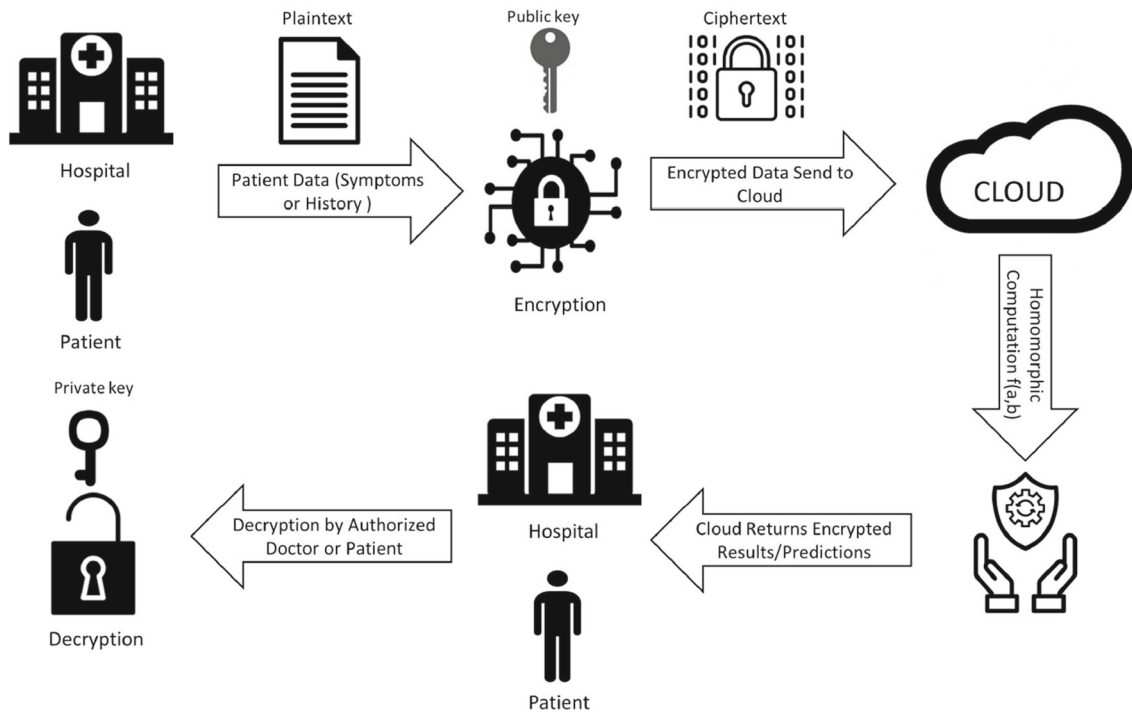 Plaintext
Public key
Ciphertext
Hospital
Patient Data (Symptoms
or History )
Encrypted Data Send to
Cloud
CLOUD
Patient
Encryption
Homomorphic
Computation f(a,b)
Private key
Decryption by Authorized
Doctor or Patient
Hospital
Cloud Returns Encrypted
Results/Predictions
Decryption
Patient